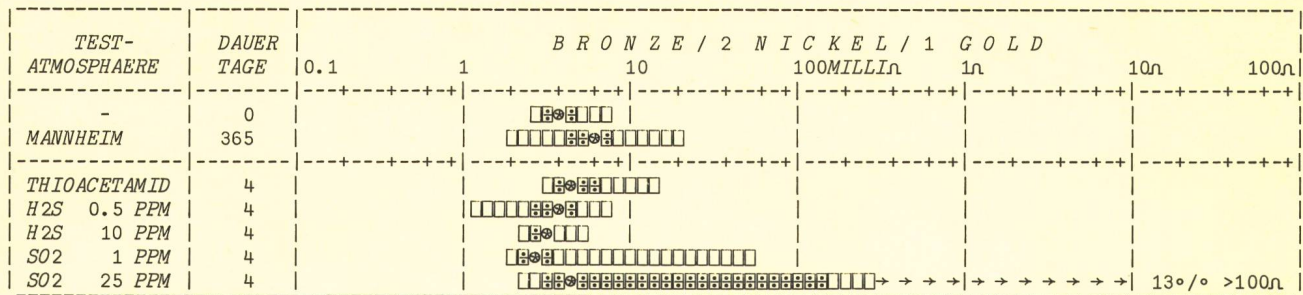 TEST- DAUER B R O N Z E / 2 N I C K E L / 1 G O L D
ATMOSPHAERE TAGE 0.1 1 10 100MILLIΩ 1Ω 10Ω 100Ω
- 0
MANNHEIM 365
THIOACETAMID 4
H2S 0.5 PPM 4
H2S 10 PPM 4
SO2 1 PPM 4
SO2 25 PPM 4 13o/o >100Ω